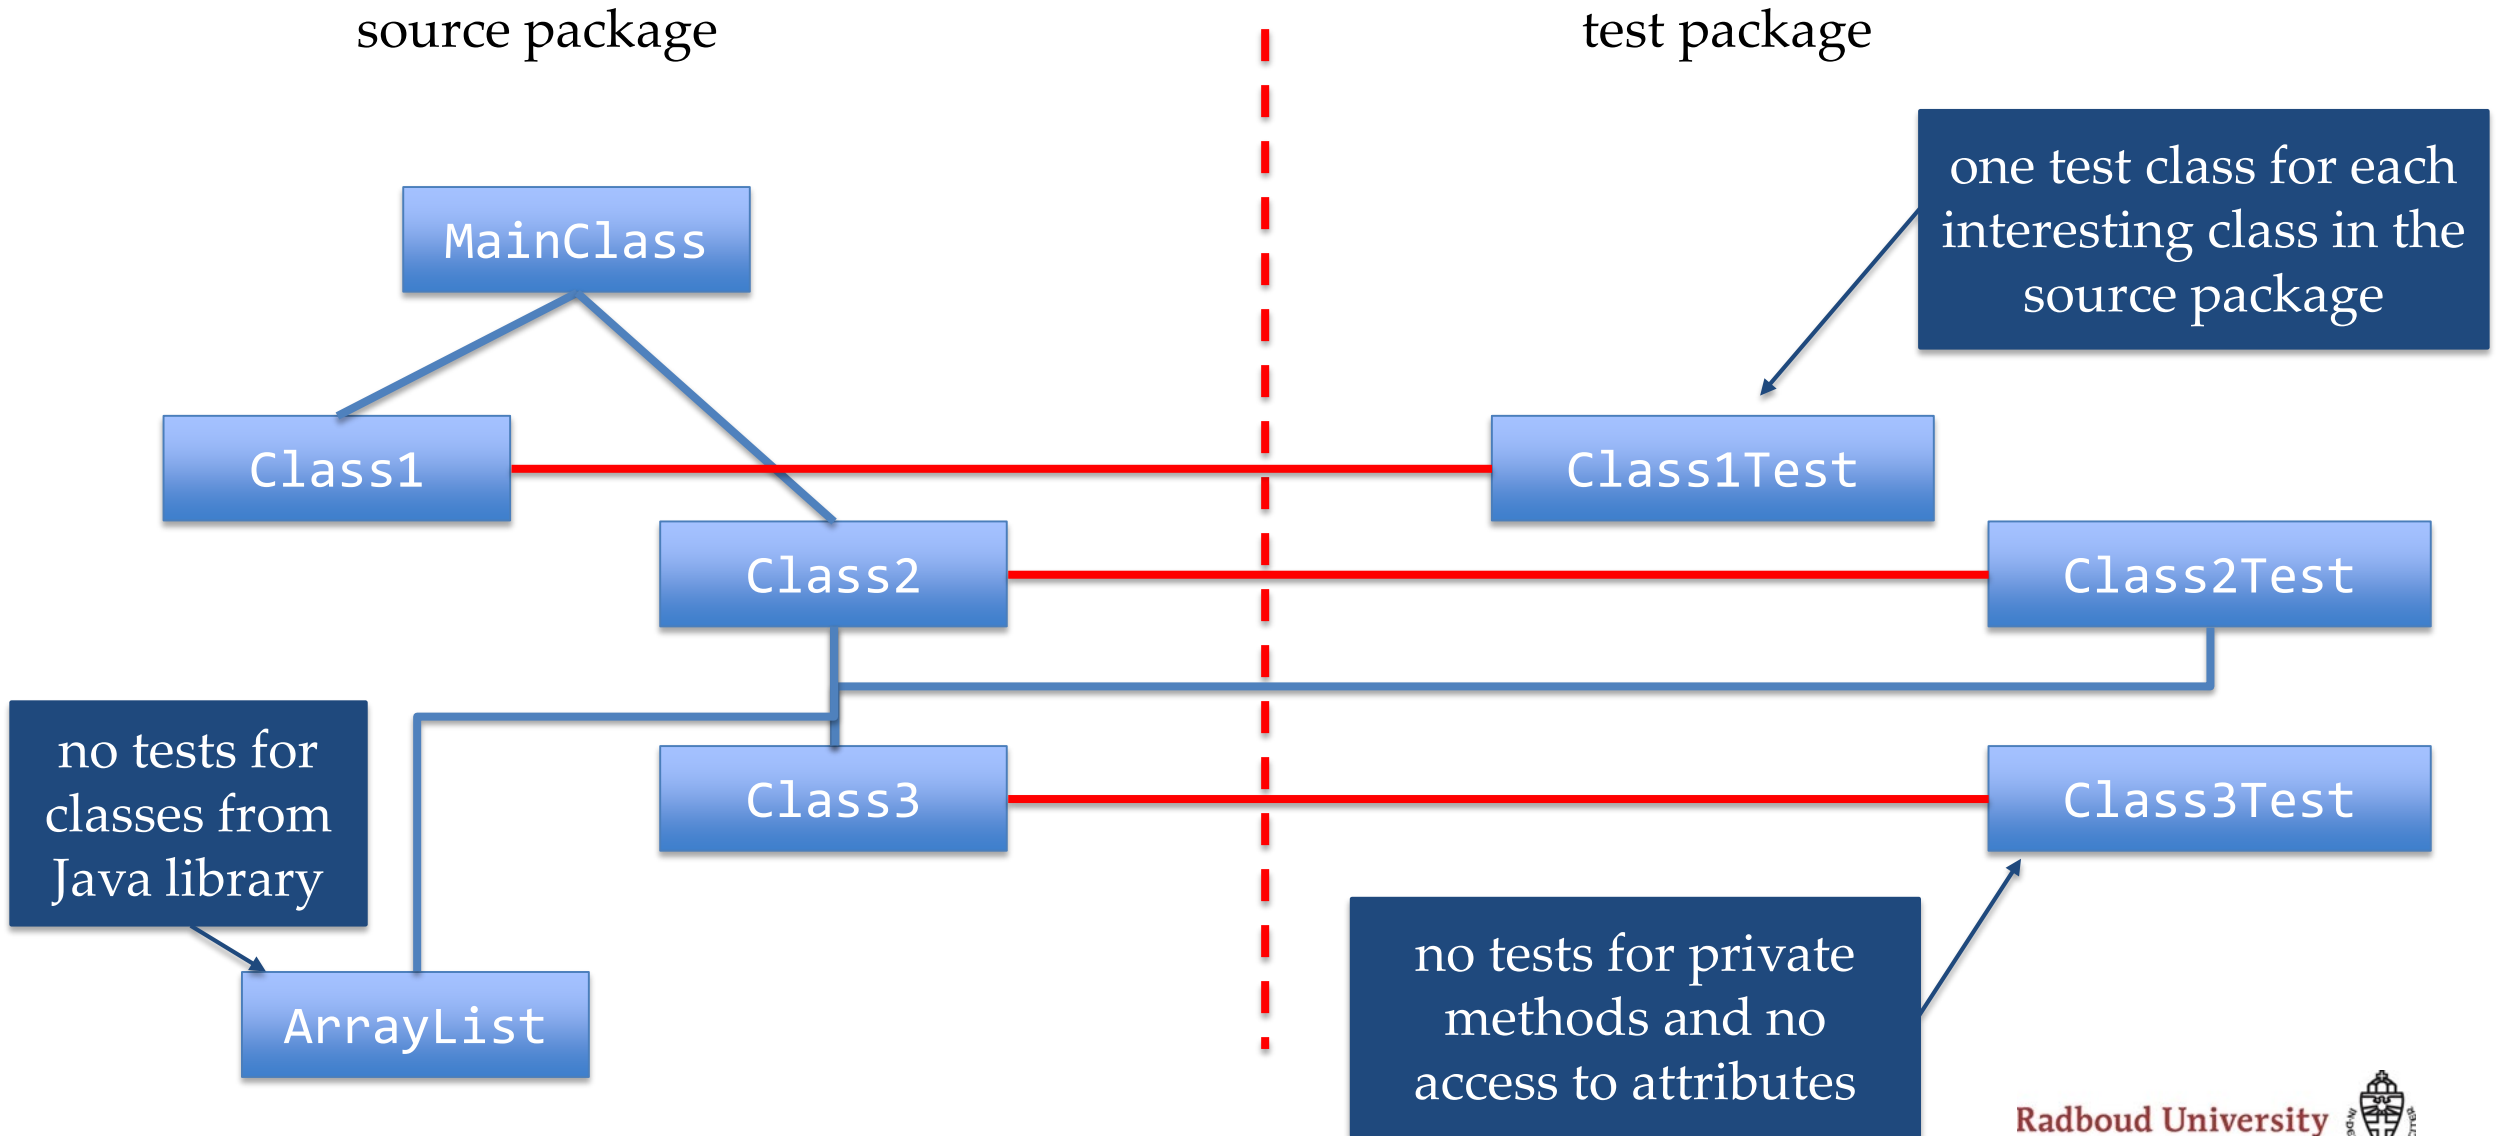 source package
test package
one test class for each
interesting class in the
source package
MainClass
Class1
Class1Test
Class2
Class2Test
no tests for
classes from
Java library
Class3
Class3Test
ArrayList
no tests for private
methods and no
access to attributes
Radboud University